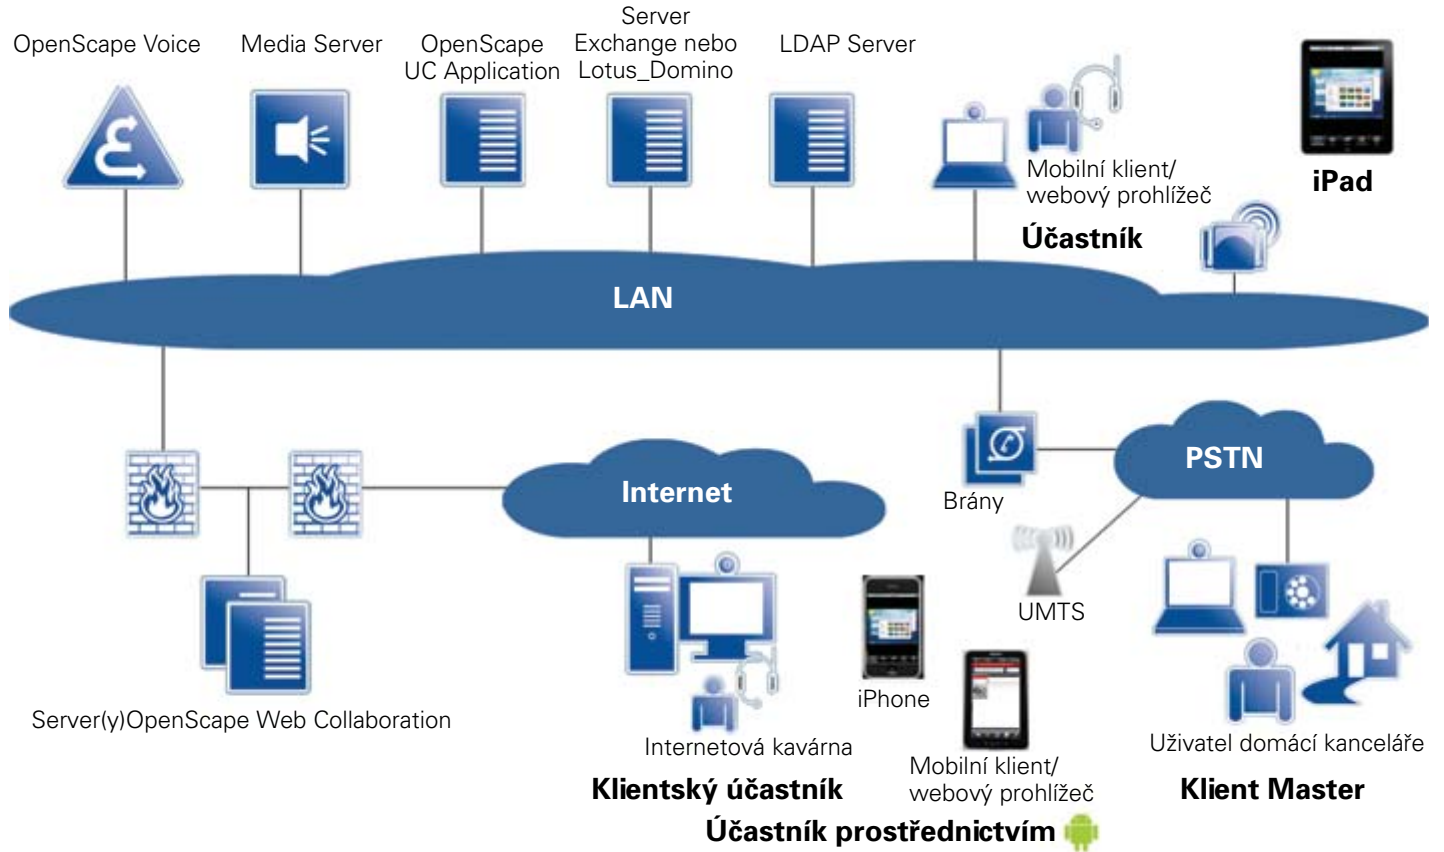 OpenScape Voice
Media Server
OpenScape
UC Application
Server
Exchange nebo
Lotus_Domino
LDAP Server
Mobilní klient/
webový prohlížeč
Účastník
iPad
LAN
Internet
Brány
PSTN
UMTS
Server(y)OpenScape Web Collaboration
Internetová kavárna
Klientský účastník
iPhone
Mobilní klient/
webový prohlížeč
Účastník prostřednictvím
Uživatel domácí kanceláře
Klient Master